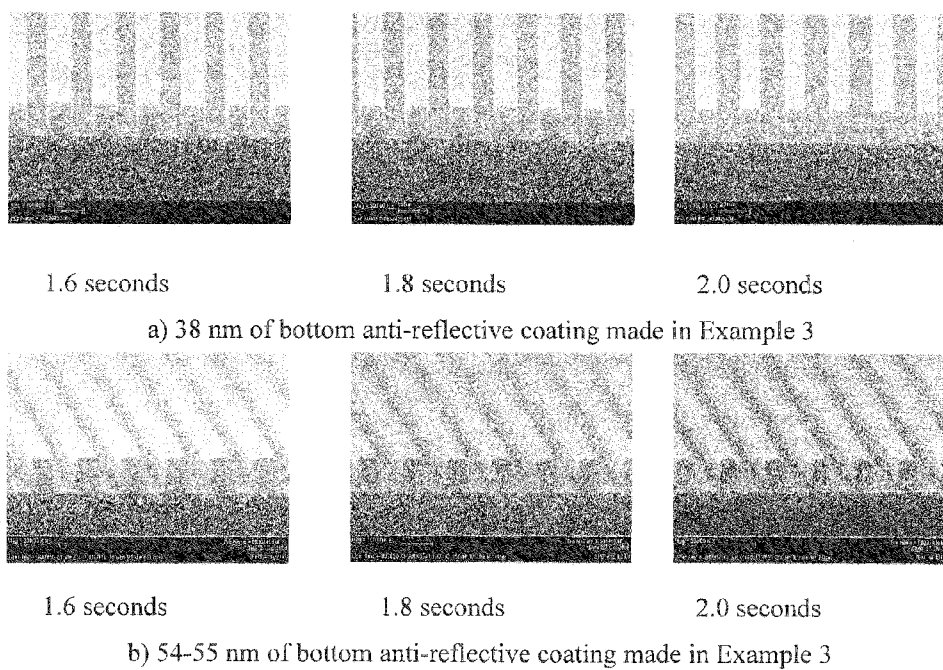 1.6 seconds 1.8 seconds 2.0 seconds
a) 38 nm of bottom anti-reflective coating made in Example 3
1.6 seconds 1.8 seconds 2.0 seconds
b) 54-55 nm of bottom anti-reflective coating made in Example 3